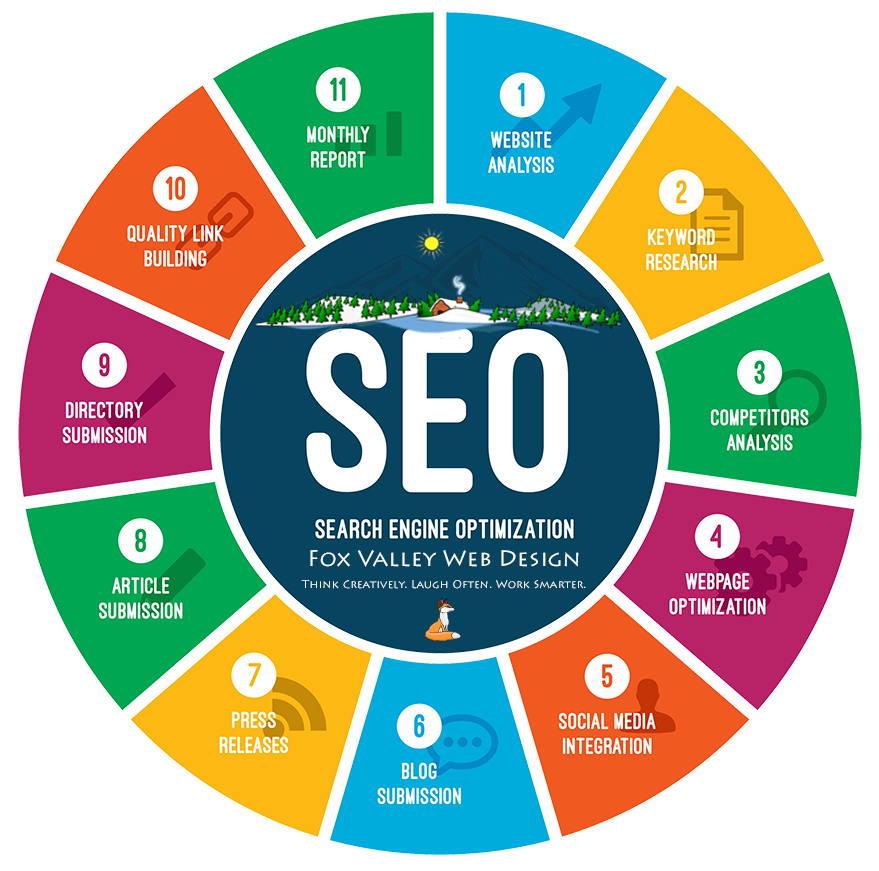 1
WEBSITE
ANALYSIS
2
KEYWORD
RESEARCH
3
COMPETITORS
ANALYSIS
4
WEBPAGE
OPTIMIZATION
5
SOCIAL MEDIA
INTEGRATION
6
BLOG
SUBMISSION
7
PRESS
RELEASES
8
ARTICLE
SUBMISSION
9
DIRECTORY
SUBMISSION
10
QUALITY LINK
BUILDING
11
MONTHLY
REPORT
SEO
SEARCH ENGINE OPTIMIZATION
FOX VALLEY WEB DESIGN
THINK CREATIVELY. LAUGH OFTEN. WORK SMARTER.